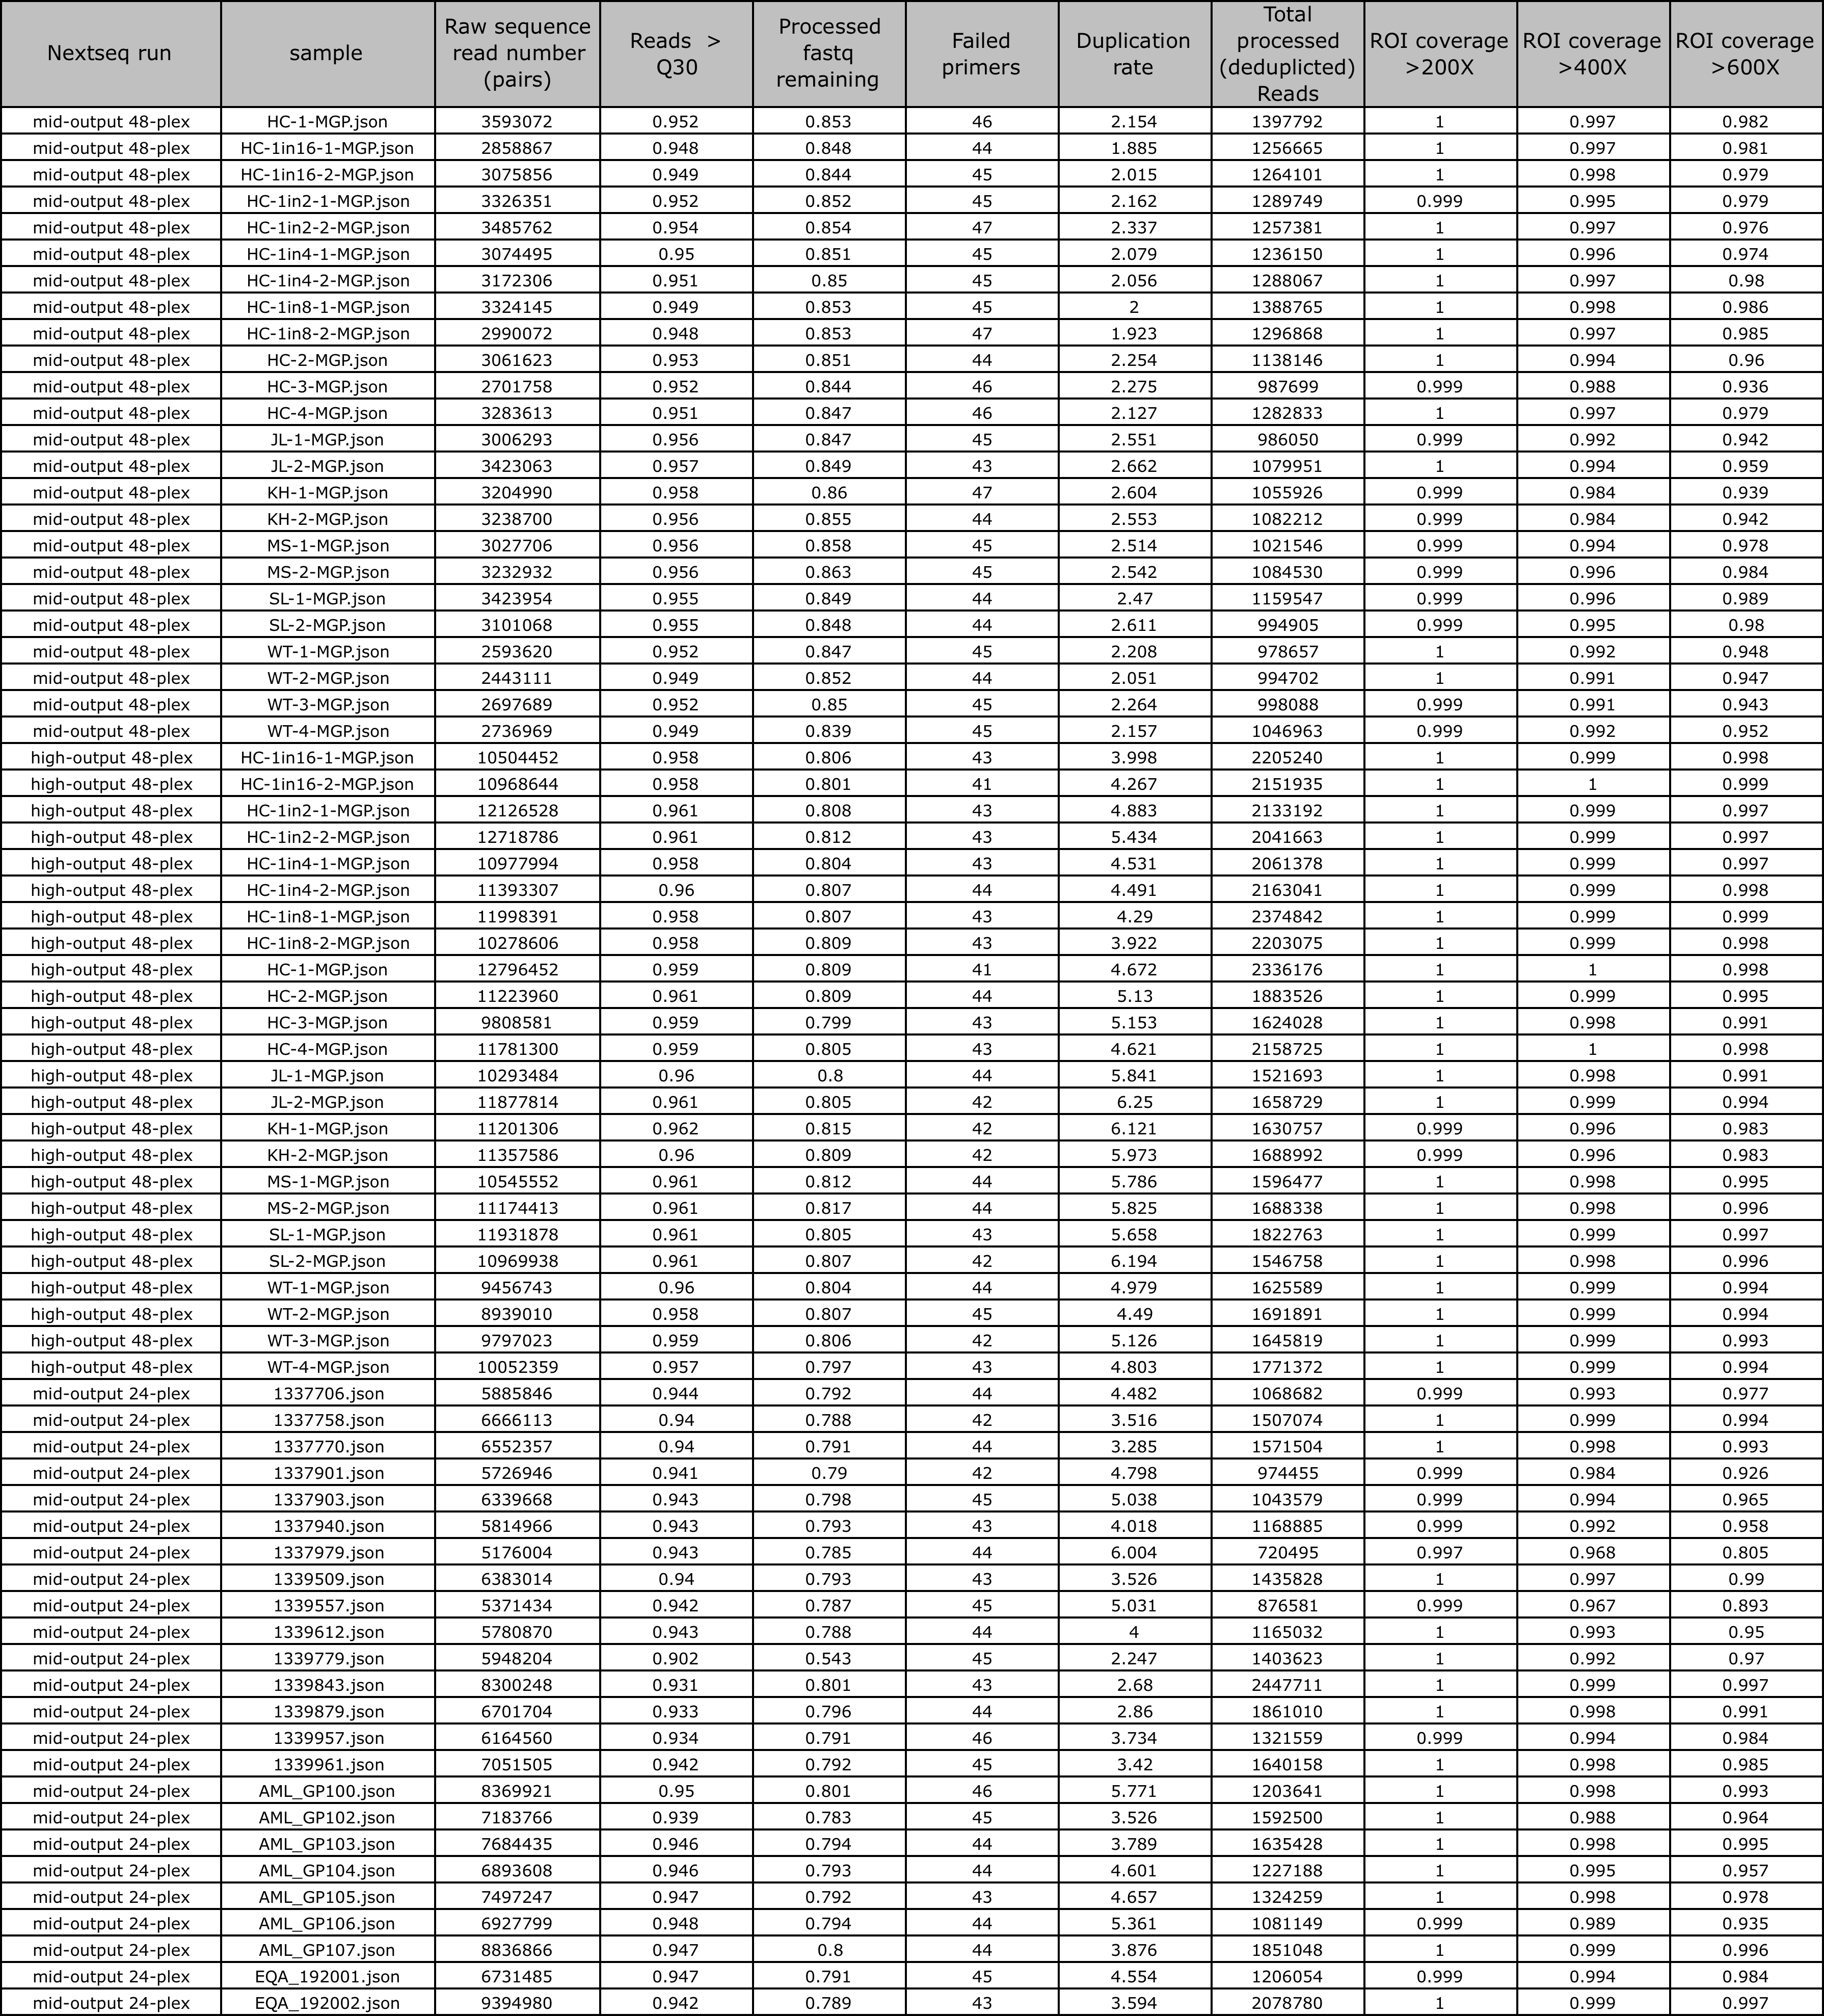 Nextseq run sample Raw sequence read number (pairs) Reads > Q30 Processed fastq remaining Failed primers Duplication rate Total processed (deduplicted) Reads ROI coverage >200X ROI coverage >400X ROI coverage >600X
mid-output 48-plex HC-1-MGP.json 3593072 0.952 0.853 46 2.154 1397792 1 0.997 0.982
mid-output 48-plex HC-1in16-1-MGP.json 2858867 0.948 0.848 44 1.885 1256665 1 0.997 0.981
mid-output 48-plex HC-1in16-2-MGP.json 3075856 0.949 0.844 45 2.015 1264101 1 0.998 0.979
mid-output 48-plex HC-1in2-1-MGP.json 3326351 0.952 0.852 45 2.162 1289749 0.999 0.995 0.979
mid-output 48-plex HC-1in2-2-MGP.json 3485762 0.954 0.854 47 2.337 1257381 1 0.997 0.976
mid-output 48-plex HC-1in4-1-MGP.json 3074495 0.95 0.851 45 2.079 1236150 1 0.996 0.974
mid-output 48-plex HC-1in4-2-MGP.json 3172306 0.951 0.85 45 2.056 1288067 1 0.997 0.98
mid-output 48-plex HC-1in8-1-MGP.json 3324145 0.949 0.853 45 2 1388765 1 0.998 0.986
mid-output 48-plex HC-1in8-2-MGP.json 2990072 0.948 0.853 47 1.923 1296868 1 0.997 0.985
mid-output 48-plex HC-2-MGP.json 3061623 0.953 0.851 44 2.254 1138146 1 0.994 0.96
mid-output 48-plex HC-3-MGP.json 2701758 0.952 0.844 46 2.275 987699 0.999 0.988 0.936
mid-output 48-plex HC-4-MGP.json 3283613 0.951 0.847 46 2.127 1282833 1 0.997 0.979
mid-output 48-plex JL-1-MGP.json 3006293 0.956 0.847 45 2.551 986050 0.999 0.992 0.942
mid-output 48-plex JL-2-MGP.json 3423063 0.957 0.849 43 2.662 1079951 1 0.994 0.959
mid-output 48-plex KH-1-MGP.json 3204990 0.958 0.86 47 2.604 1055926 0.999 0.984 0.939
mid-output 48-plex KH-2-MGP.json 3238700 0.956 0.855 44 2.553 1082212 0.999 0.984 0.942
mid-output 48-plex MS-1-MGP.json 3027706 0.956 0.858 45 2.514 1021546 0.999 0.994 0.978
mid-output 48-plex MS-2-MGP.json 3232932 0.956 0.863 45 2.542 1084530 0.999 0.996 0.984
mid-output 48-plex SL-1-MGP.json 3423954 0.955 0.849 44 2.47 1159547 0.999 0.996 0.989
mid-output 48-plex SL-2-MGP.json 3101068 0.955 0.848 44 2.611 994905 0.999 0.995 0.98
mid-output 48-plex WT-1-MGP.json 2593620 0.952 0.847 45 2.208 978657 1 0.992 0.948
mid-output 48-plex WT-2-MGP.json 2443111 0.949 0.852 44 2.051 994702 1 0.991 0.947
mid-output 48-plex WT-3-MGP.json 2697689 0.952 0.85 45 2.264 998088 0.999 0.991 0.943
mid-output 48-plex WT-4-MGP.json 2736969 0.949 0.839 45 2.157 1046963 0.999 0.992 0.952
high-output 48-plex HC-1in16-1-MGP.json 10504452 0.958 0.806 43 3.998 2205240 1 0.999 0.998
high-output 48-plex HC-1in16-2-MGP.json 10968644 0.958 0.801 41 4.267 2151935 1 1 0.999
high-output 48-plex HC-1in2-1-MGP.json 12126528 0.961 0.808 43 4.883 2133192 1 0.999 0.997
high-output 48-plex HC-1in2-2-MGP.json 12718786 0.961 0.812 43 5.434 2041663 1 0.999 0.997
high-output 48-plex HC-1in4-1-MGP.json 10977994 0.958 0.804 43 4.531 2061378 1 0.999 0.997
high-output 48-plex HC-1in4-2-MGP.json 11393307 0.96 0.807 44 4.491 2163041 1 0.999 0.998
high-output 48-plex HC-1in8-1-MGP.json 11998391 0.958 0.807 43 4.29 2374842 1 0.999 0.999
high-output 48-plex HC-1in8-2-MGP.json 10278606 0.958 0.809 43 3.922 2203075 1 0.999 0.998
high-output 48-plex HC-1-MGP.json 12796452 0.959 0.809 41 4.672 2336176 1 1 0.998
high-output 48-plex HC-2-MGP.json 11223960 0.961 0.809 44 5.13 1883526 1 0.999 0.995
high-output 48-plex HC-3-MGP.json 9808581 0.959 0.799 43 5.153 1624028 1 0.998 0.991
high-output 48-plex HC-4-MGP.json 11781300 0.959 0.805 43 4.621 2158725 1 1 0.998
high-output 48-plex JL-1-MGP.json 10293484 0.96 0.8 44 5.841 1521693 1 0.998 0.991
high-output 48-plex JL-2-MGP.json 11877814 0.961 0.805 42 6.25 1658729 1 0.999 0.994
high-output 48-plex KH-1-MGP.json 11201306 0.962 0.815 42 6.121 1630757 0.999 0.996 0.983
high-output 48-plex KH-2-MGP.json 11357586 0.96 0.809 42 5.973 1688992 0.999 0.996 0.983
high-output 48-plex MS-1-MGP.json 10545552 0.961 0.812 44 5.786 1596477 1 0.998 0.995
high-output 48-plex MS-2-MGP.json 11174413 0.961 0.817 44 5.825 1688338 1 0.998 0.996
high-output 48-plex SL-1-MGP.json 11931878 0.961 0.805 43 5.658 1822763 1 0.999 0.997
high-output 48-plex SL-2-MGP.json 10969938 0.961 0.807 42 6.194 1546758 1 0.998 0.996
high-output 48-plex WT-1-MGP.json 9456743 0.96 0.804 44 4.979 1625589 1 0.999 0.994
high-output 48-plex WT-2-MGP.json 8939010 0.958 0.807 45 4.49 1691891 1 0.999 0.994
high-output 48-plex WT-3-MGP.json 9797023 0.959 0.806 42 5.126 1645819 1 0.999 0.993
high-output 48-plex WT-4-MGP.json 10052359 0.957 0.797 43 4.803 1771372 1 0.999 0.994
mid-output 24-plex 1337706.json 5885846 0.944 0.792 44 4.482 1068682 0.999 0.993 0.977
mid-output 24-plex 1337758.json 6666113 0.94 0.788 42 3.516 1507074 1 0.999 0.994
mid-output 24-plex 1337770.json 6552357 0.94 0.791 44 3.285 1571504 1 0.998 0.993
mid-output 24-plex 1337901.json 5726946 0.941 0.79 42 4.798 974455 0.999 0.984 0.926
mid-output 24-plex 1337903.json 6339668 0.943 0.798 45 5.038 1043579 0.999 0.994 0.965
mid-output 24-plex 1337940.json 5814966 0.943 0.793 43 4.018 1168885 0.999 0.992 0.958
mid-output 24-plex 1337979.json 5176004 0.943 0.785 44 6.004 720495 0.997 0.968 0.805
mid-output 24-plex 1339509.json 6383014 0.94 0.793 43 3.526 1435828 1 0.997 0.99
mid-output 24-plex 1339557.json 5371434 0.942 0.787 45 5.031 876581 0.999 0.967 0.893
mid-output 24-plex 1339612.json 5780870 0.943 0.788 44 4 1165032 1 0.993 0.95
mid-output 24-plex 1339779.json 5948204 0.902 0.543 45 2.247 1403623 1 0.992 0.97
mid-output 24-plex 1339843.json 8300248 0.931 0.801 43 2.68 2447711 1 0.999 0.997
mid-output 24-plex 1339879.json 6701704 0.933 0.796 44 2.86 1861010 1 0.998 0.991
mid-output 24-plex 1339957.json 6164560 0.934 0.791 46 3.734 1321559 0.999 0.994 0.984
mid-output 24-plex 1339961.json 7051505 0.942 0.792 45 3.42 1640158 1 0.998 0.985
mid-output 24-plex AML_GP100.json 8369921 0.95 0.801 46 5.771 1203641 1 0.998 0.993
mid-output 24-plex AML_GP102.json 7183766 0.939 0.783 45 3.526 1592500 1 0.988 0.964
mid-output 24-plex AML_GP103.json 7684435 0.946 0.794 44 3.789 1635428 1 0.998 0.995
mid-output 24-plex AML_GP104.json 6893608 0.946 0.793 44 4.601 1227188 1 0.995 0.957
mid-output 24-plex AML_GP105.json 7497247 0.947 0.792 43 4.657 1324259 1 0.998 0.978
mid-output 24-plex AML_GP106.json 6927799 0.948 0.794 44 5.361 1081149 0.999 0.989 0.935
mid-output 24-plex AML_GP107.json 8836866 0.947 0.8 44 3.876 1851048 1 0.999 0.996
mid-output 24-plex EQA_192001.json 6731485 0.947 0.791 45 4.554 1206054 0.999 0.994 0.984
mid-output 24-plex EQA_192002.json 9394980 0.942 0.789 43 3.594 2078780 1 0.999 0.997